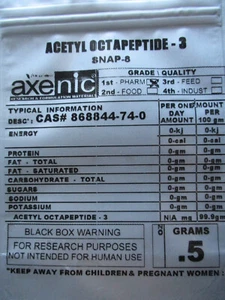 ACETYL OCTAPEPTIDE - 3
SNAP-8
axenic
RESEARCH & FORMULATION MATERIALS
GRADE QUALITY
1st - PHARM 3rd - FEED
2nd - FOOD 4th - INDUST
TYPICAL INFORMATION
DESC: CAS# 868844-74-0
PER ONE DAY AMOUNT
AMOUNT PER 100 gm
ENERGY 0-kj 0-kj
0-cal 0-cal
PROTEIN 0-gm 0-gm
FAT - TOTAL 0-gm 0-gm
FAT - SATURATED 0-gm 0-gm
CARBOHYDRATE - TOTAL 0-gm 0-gm
SUGARS 0-gm 0-gm
SODIUM 0-gm 0-gm
POTASSIUM 0-gm 0-gm
ACETYL OCTAPEPTIDE - 3 N/A mg 99.9gm
BLACK BOX WARNING
FOR RESEARCH PURPOSES
NOT INTENDED FOR HUMAN USE
GRAMS
.5
*KEEP AWAY FROM CHILDREN & PREGNANT WOMEN